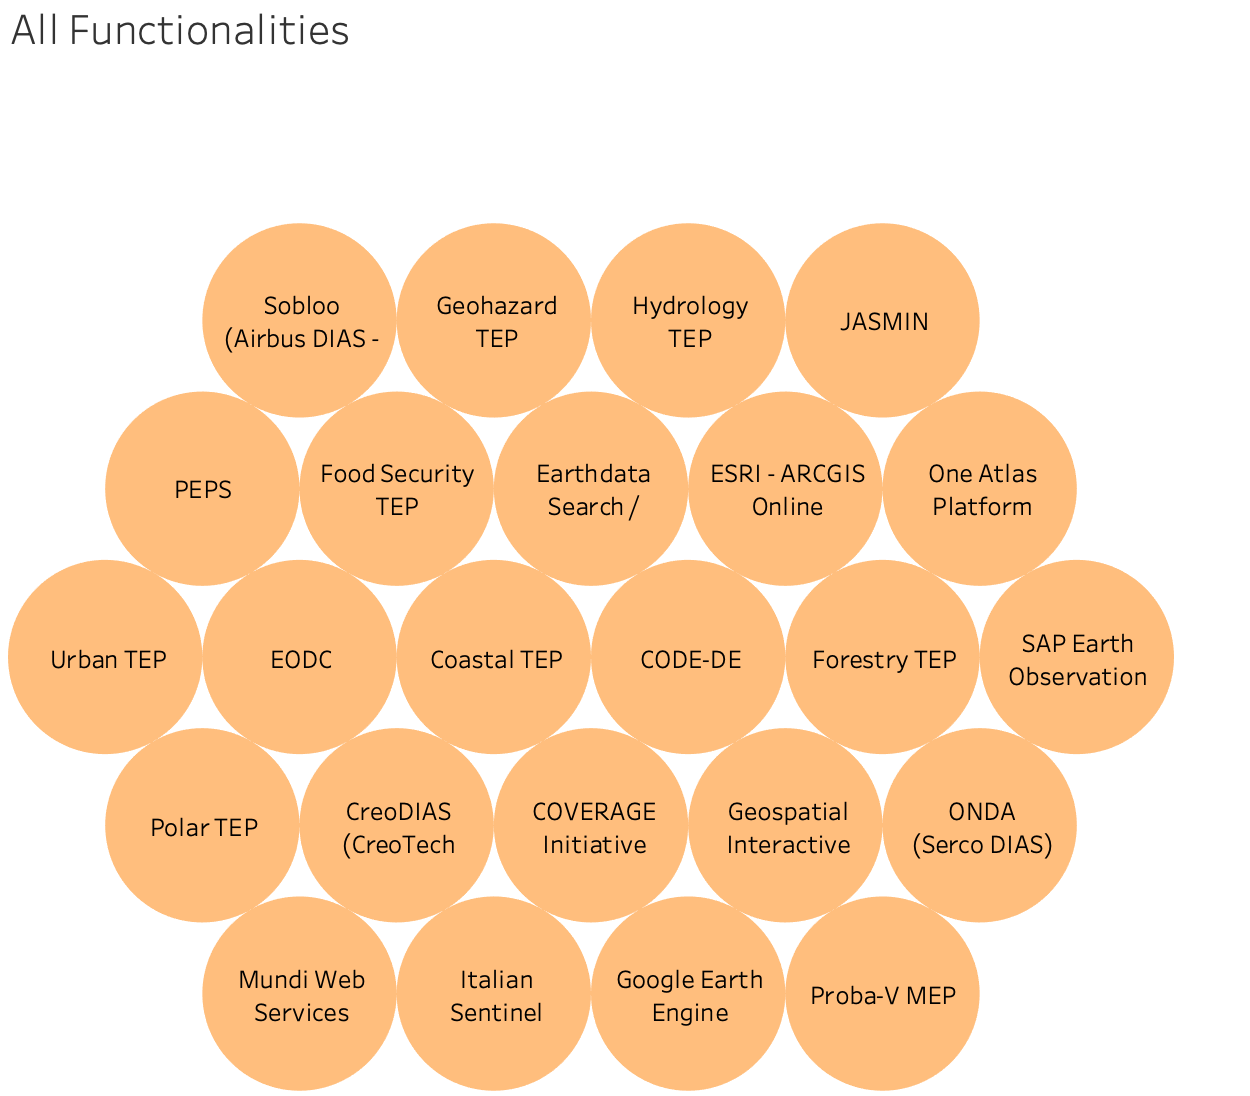 All Functionalities
Sobloo
(Airbus DIAS -
Geohazard
TEP
Hydrology
TEP
JASMIN
PEPS
Food Security
TEP
Earthdata
Search /
ESRI - ARCGIS
Online
One Atlas
Platform
Urban TEP
EODC
Coastal TEP
CODE-DE
Forestry TEP
SAP Earth
Observation
Polar TEP
CreoDIAS
(CreoTech
COVERAGE
Initiative
Geospatial
Interactive
ONDA
(Serco DIAS)
Mundi Web
Services
Italian
Sentinel
Google Earth
Engine
Proba-V MEP